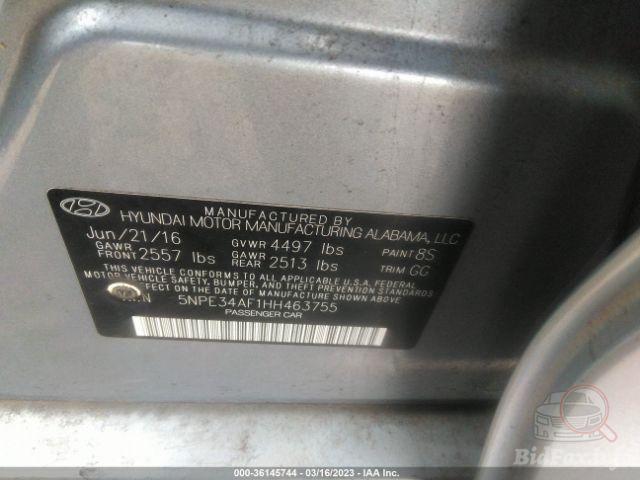 MANUFACTURED BY
HYUNDAI MOTOR MANUFACTURING ALABAMA, LLC
Jun/21/16 GVWR 4497 lbs PAINT 8S
GAWR FRONT 2557 lbs GAWR REAR 2513 lbs TRIM GG
THIS VEHICLE CONFORMS TO ALL APPLICABLE U.S.A. FEDERAL
MOTOR VEHICLE SAFETY, BUMPER, AND THEFT PREVENTION STANDARDS
IN EFFECT ON THE DATE OF MANUFACTURE SHOWN ABOVE.
5NPE34AF1HH463755
PASSENGER CAR
BidFax
000-36145744 - 03/16/2023 - IAA Inc.